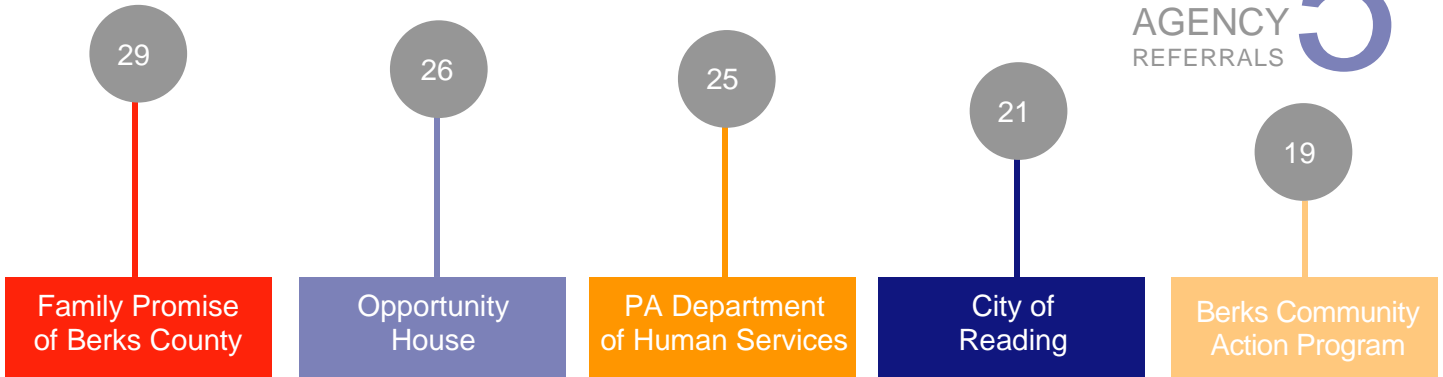 AGENCY
REFERRALS
29
26
25
21
19
Family Promise
of Berks County
Opportunity
House
PA Department
of Human Services
City of
Reading
Berks Community
Action Program